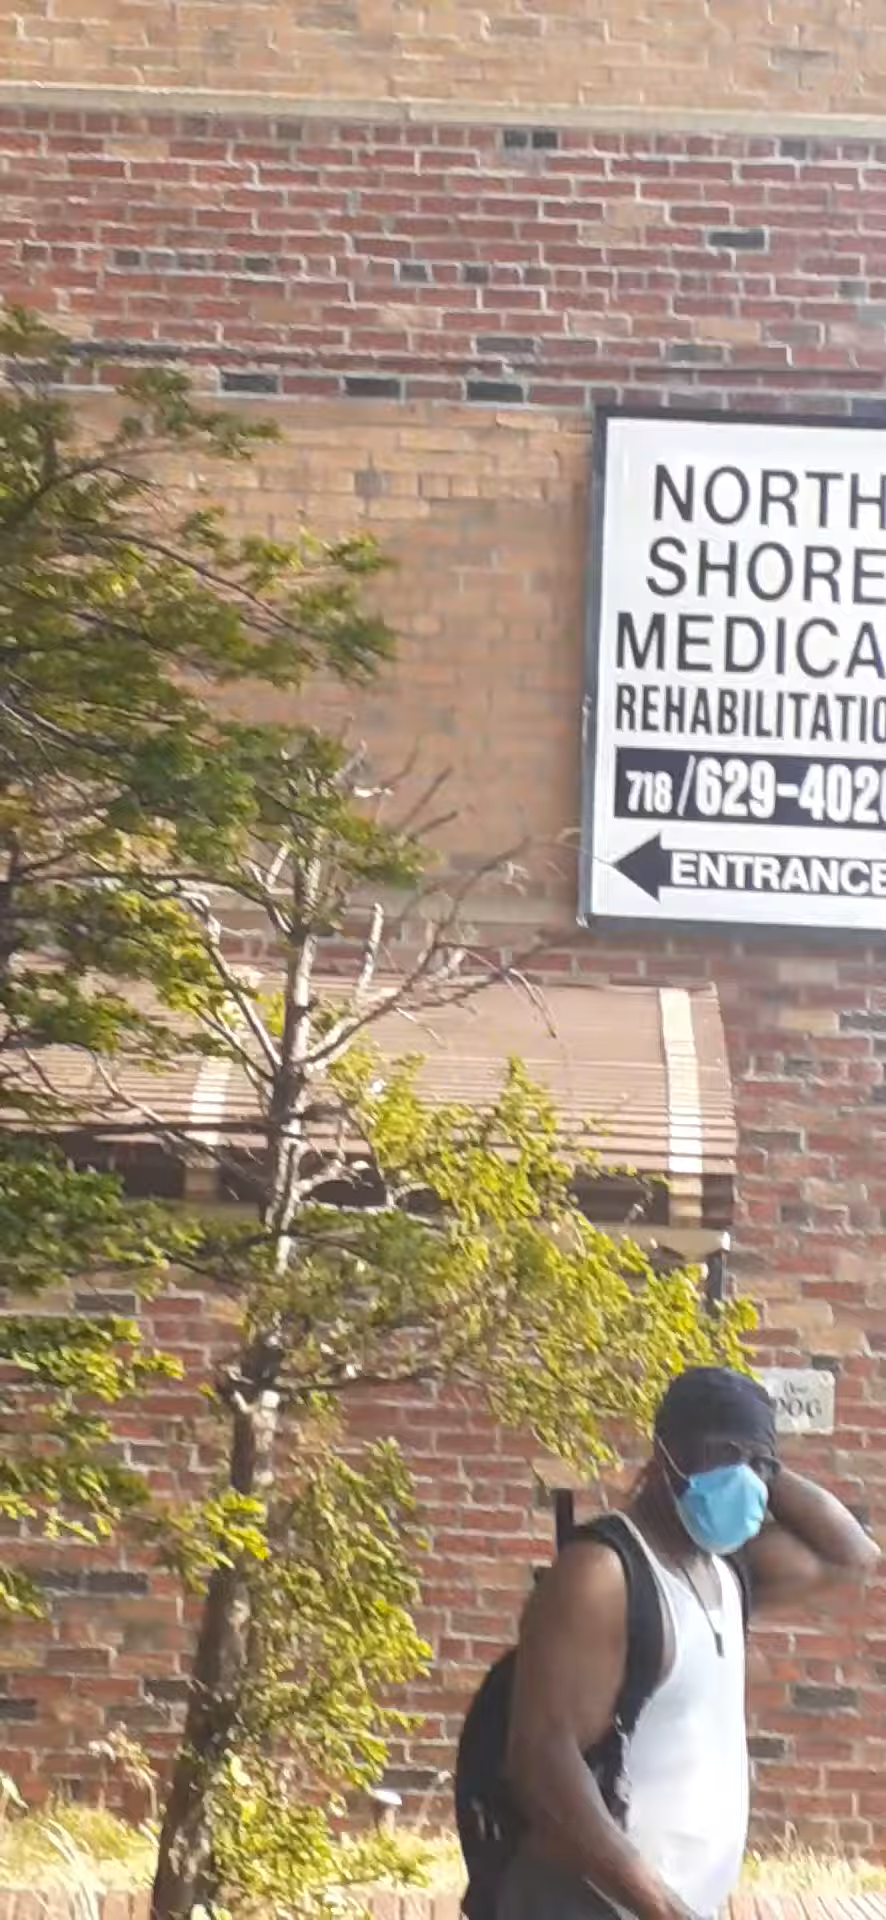 NORTH
SHORE
MEDICA
REHABILITATIO
718/629-402
ENTRANCE